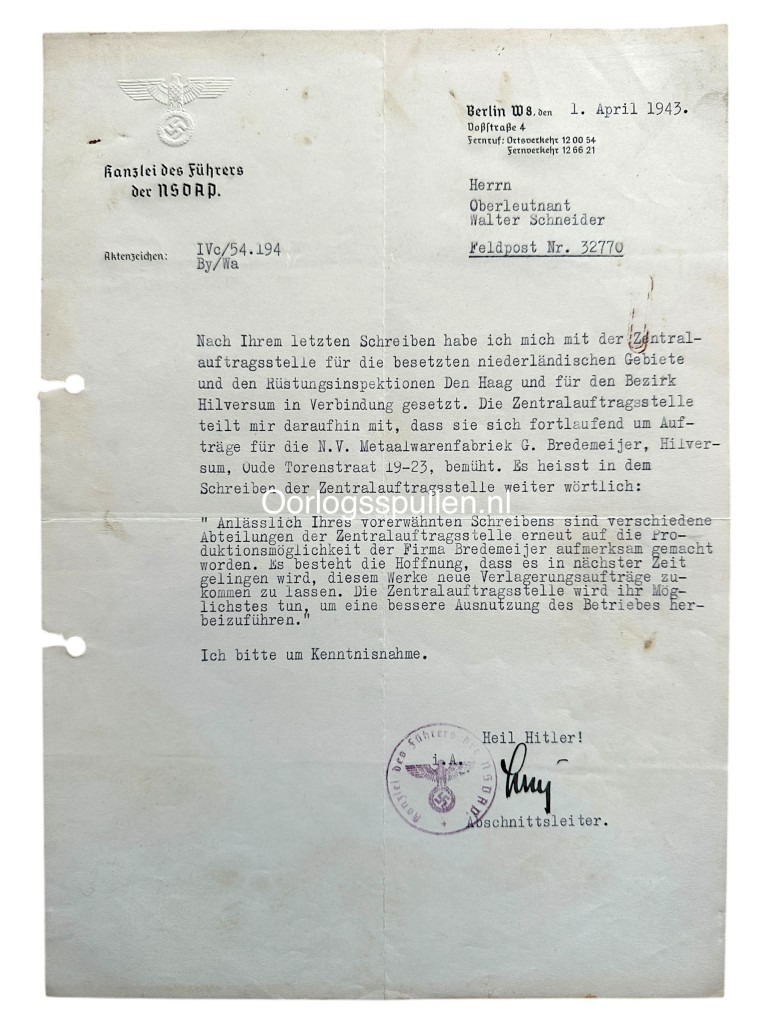 Kanzlei des Führers
der NSDAP.
Berlin W8, den 1. April 1943.
Voßstraße 4
Fernruf: Ortsverkehr 12 00 54
Fernverkehr 12 66 21
Herrn
Oberleutnant
Walter Schneider
Feldpost Nr. 32770
Aktenzeichen: IVc/54.194
By/Wa
Nach Ihrem letzten Schreiben habe ich mich mit der Zentral-
auftragsstelle für die besetzten niederländischen Gebiete
und den Rüstungsinspektionen Den Haag und für den Bezirk
Hilversum in Verbindung gesetzt. Die Zentralauftragsstelle
teilt mir daraufhin mit, dass sie sich fortlaufend um Auf-
träge für die N.V. Metaalwarenfabriek G. Bredemeijer, Hilver-
sum, Oude Torenstraat 19-23, bemüht. Es heisst in dem
Schreiben der Zentralauftragsstelle weiter wörtlich:
Oorlogsspullen.nl
" Anlässlich Ihres vorerwähnten Schreibens sind verschiedene
Abteilungen der Zentralauftragsstelle erneut auf die Pro-
duktionsmöglichkeit der Firma Bredemeijer aufmerksam gemacht
worden. Es besteht die Hoffnung, dass es in nächster Zeit
gelingen wird, diesem Werke neue Verlagerungsaufträge zu-
kommen zu lassen. Die Zentralauftragsstelle wird ihr Mög-
lichstes tun, um eine bessere Ausnutzung des Betriebes her-
beizuführen."
Ich bitte um Kenntnisnahme.
Heil Hitler!
i.A.
Kanzlei des Führers der NSDAP.
Abschnittsleiter.